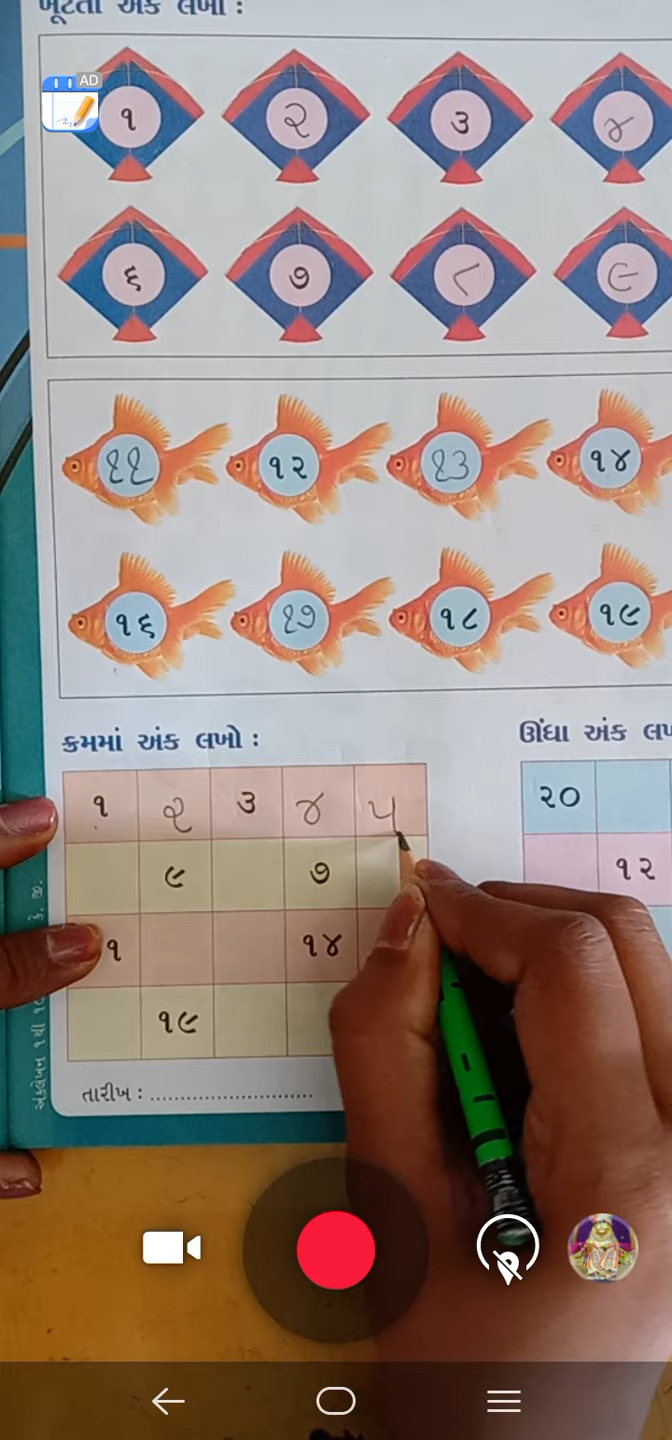 ખૂટતા અંક લખો :
AD
૧ ૨ ૩ ૪
૬ ૭ ૮ ૯
૧૧ ૧૨ ૧૩ ૧૪
૧૬ ૧૭ ૧૮ ૧૯
ક્રમમાં અંક લખો :
૧ ૨ ૩ ૪ ૫
૯ ૭
૧ ૧૪
૧૯
તારીખ :
ઊંધા અંક
૨૦
૧૨